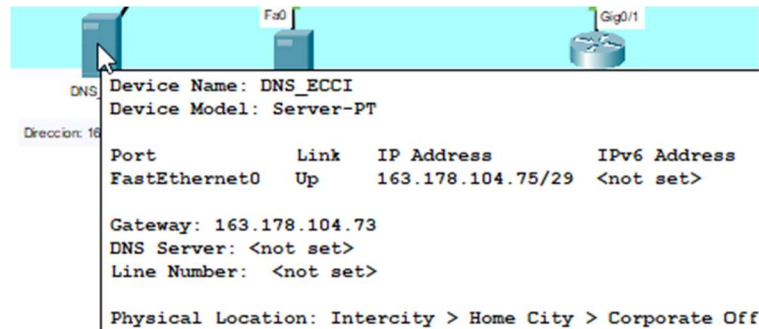 Fa0
Gig0/1
DNS_
Direccion: 16
Device Name: DNS_ECCI
Device Model: Server-PT
Port Link IP Address IPv6 Address
FastEthernet0 Up 163.178.104.75/29 <not set>
Gateway: 163.178.104.73
DNS Server: <not set>
Line Number: <not set>
Physical Location: Intercity > Home City > Corporate Off